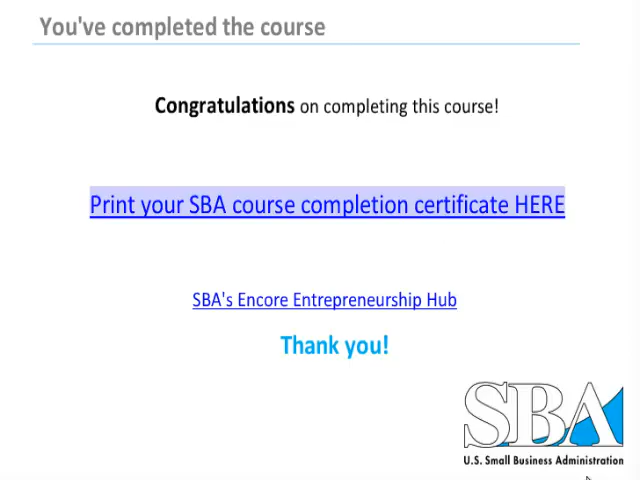 You've completed the course
Congratulations on completing this course!
Print your SBA course completion certificate HERE
SBA's Encore Entrepreneurship Hub
Thank you!
SBA
U.S. Small Business Administration